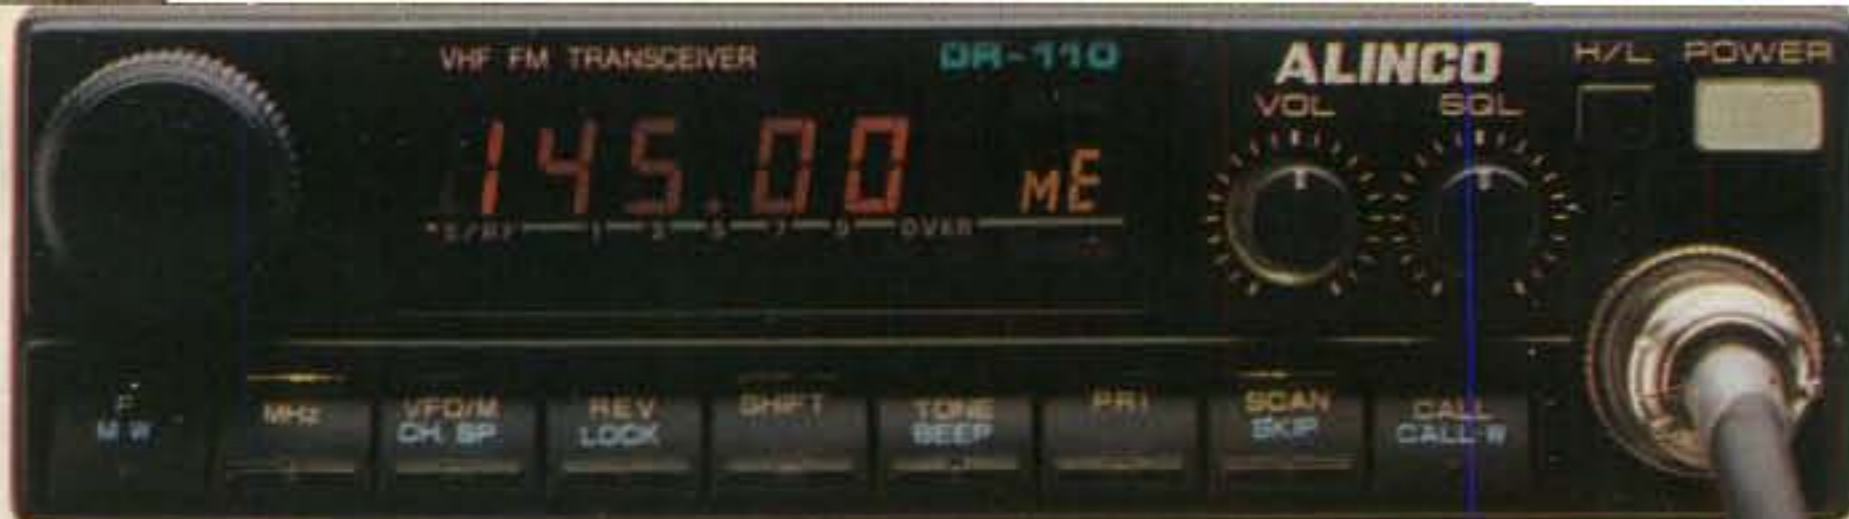 VHF FM TRANSCEIVER
DR-110
ALINCO
H/L POWER
VOL SQL
145.00 ME
S/RF 1 3 5 7 9 OVER
F
M W
MHz
VFO/M
CH SP
REV
LOCK
SHIFT
TONE
BEEP
PRI
SCAN
SKIP
CALL
CALL-W